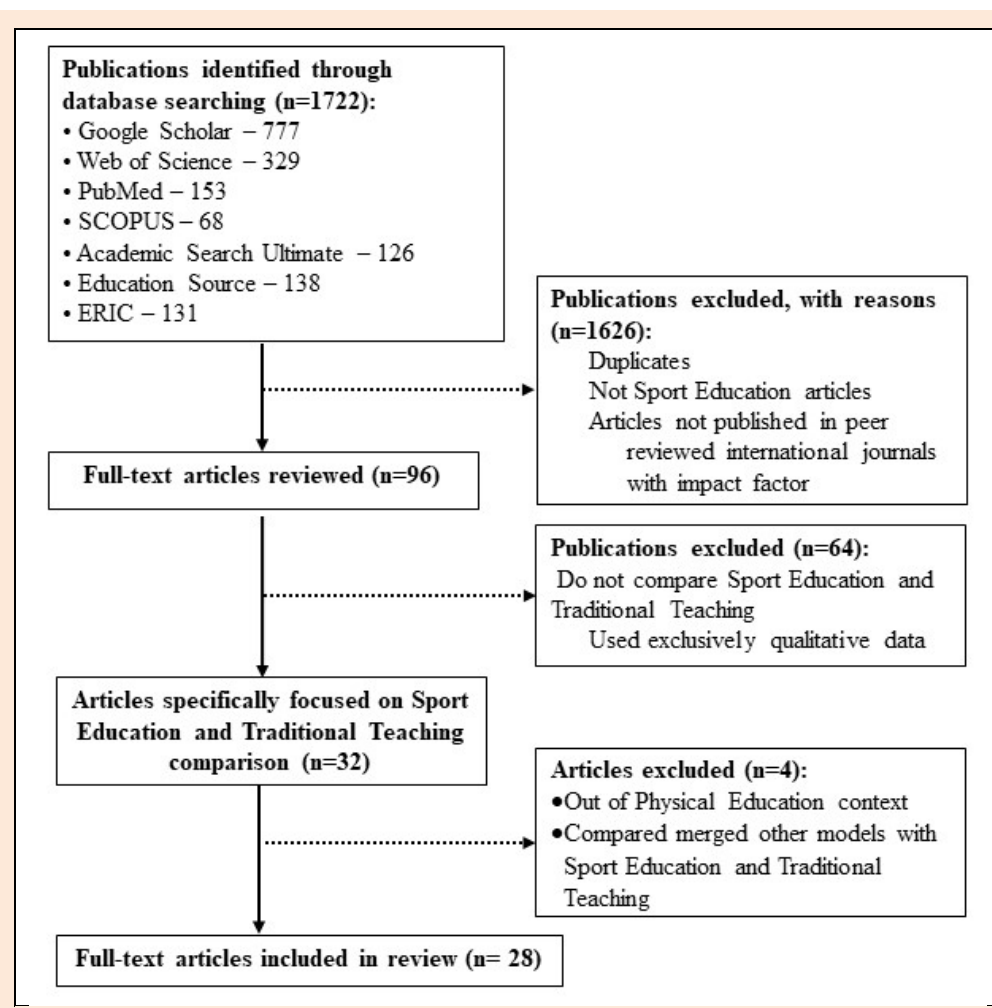 Publications identified through
database searching (n=1722):
• Google Scholar – 777
• Web of Science – 329
• PubMed – 153
• SCOPUS – 68
• Academic Search Ultimate – 126
• Education Source – 138
• ERIC – 131
Publications excluded, with reasons
(n=1626):
Duplicates
Not Sport Education articles
Articles not published in peer
reviewed international journals
with impact factor
Full-text articles reviewed (n=96)
Publications excluded (n=64):
Do not compare Sport Education and
Traditional Teaching
Used exclusively qualitative data
Articles specifically focused on Sport
Education and Traditional Teaching
comparison (n=32)
Articles excluded (n=4):
•Out of Physical Education context
•Compared merged other models with
Sport Education and Traditional
Teaching
Full-text articles included in review (n= 28)